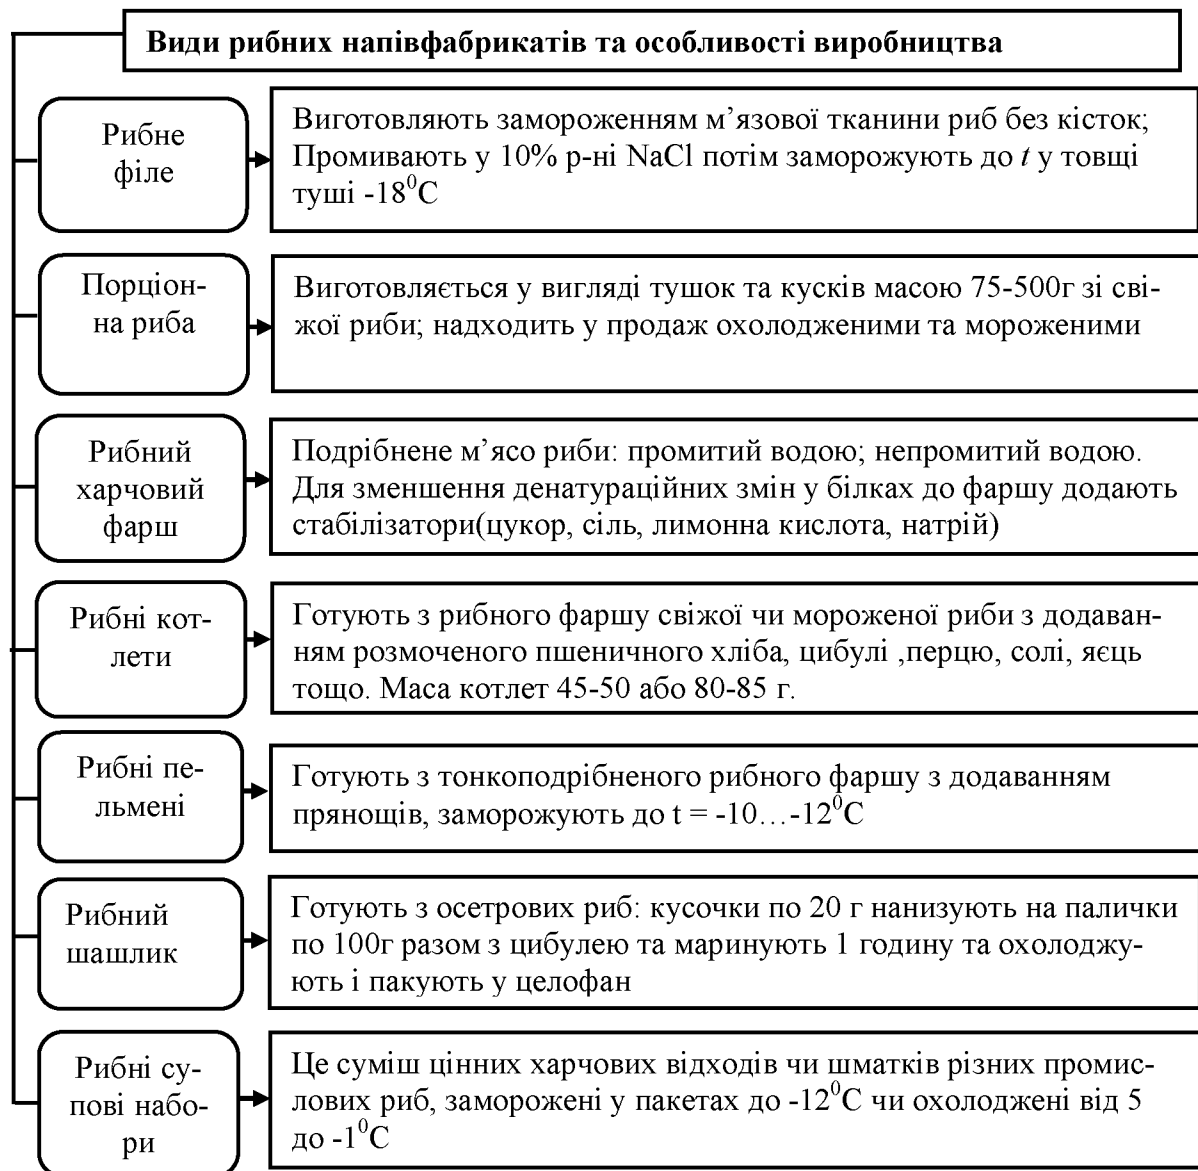 Види рибних напівфабрикатів та особливості виробництва
Рибне
філе
Виготовляють замороженням м’язової тканини риб без кісток;
Промивають у 10% р-ні NaCl потім заморожують до t у товщі
туші -18⁰С
Порціон-
на риба
Виготовляється у вигляді тушок та кусків масою 75-500г зі сві-
жої риби; надходить у продаж охолодженими та мороженими
Рибний
харчовий
фарш
Подрібнене м’ясо риби: промитий водою; непромитий водою.
Для зменшення денатураційних змін у білках до фаршу додають
стабілізатори(цукор, сіль, лимонна кислота, натрій)
Рибні кот-
лети
Готують з рибного фаршу свіжої чи мороженої риби з додаван-
ням розмоченого пшеничного хліба, цибулі ,перцю, солі, яєць
тощо. Маса котлет 45-50 або 80-85 г.
Рибні пе-
льмені
Готують з тонкоподрібненого рибного фаршу з додаванням
прянощів, заморожують до t = -10…-12⁰С
Рибний
шашлик
Готують з осетрових риб: кусочки по 20 г нанизують на палички
по 100г разом з цибулею та маринують 1 годину та охолоджу-
ють і пакують у целофан
Рибні су-
пові набо-
ри
Це суміш цінних харчових відходів чи шматків різних промис-
лових риб, заморожені у пакетах до -12⁰С чи охолоджені від 5
до -1⁰С